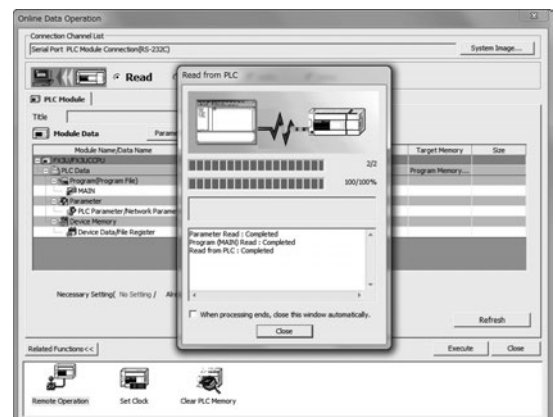 Online Data Operation
Connection Channel List
Serial Port PLC Module Connection(RS-232C)
System Image...
Read
Read from PLC
PLC Module
Title
Module Data
Module Name/Data Name
Target Memory
Size
FX3U/FX3UCCPU
PLC Data
Program Memory...
Program(Program File)
MAIN
Parameter
PLC Parameter/Network
Device Memory
Device Data/File Register
2/2
100/100%
Parameter Read : Completed
Program (MAIN) Read : Completed
Read from PLC : Completed
When processing ends, close this window automatically.
Close
Necessary Setting( No Setting /
Refresh
Related Functions<<
Execute
Close
Remote Operation
Set Clock
Clear PLC Memory